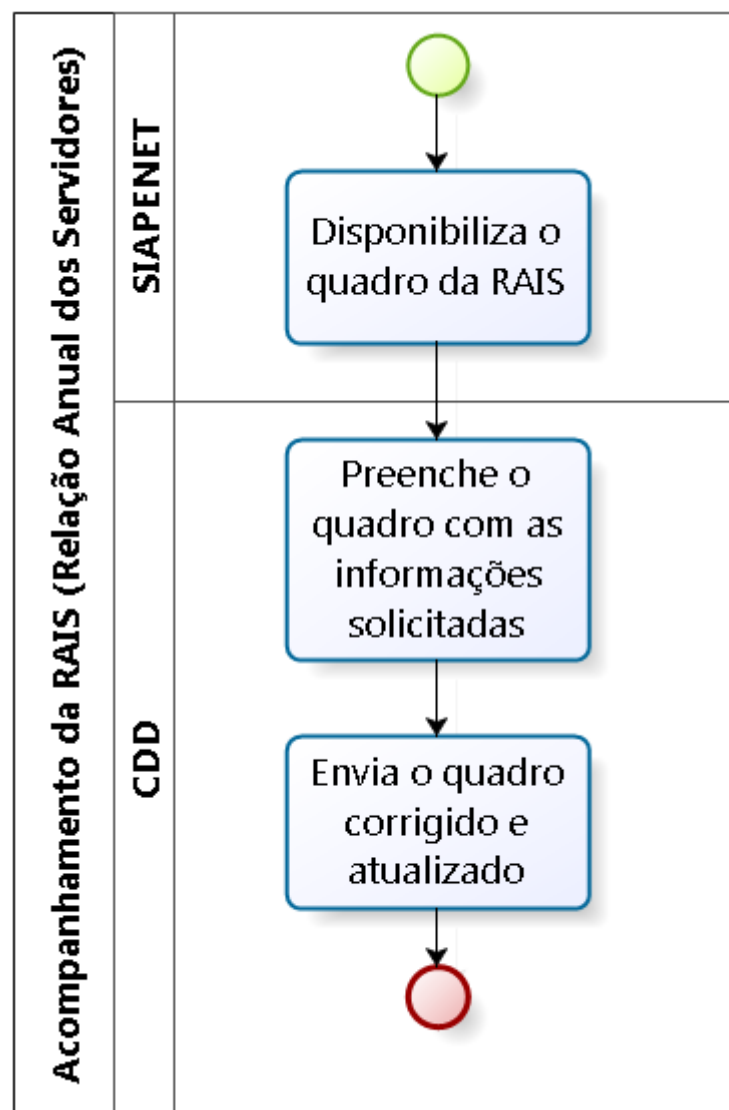 Acompanhamento da RAIS (Relação Anual dos Servidores)
SIAPENET
Disponibiliza o
quadro da RAIS
CDD
Preenche o
quadro com as
informações
solicitadas
Envia o quadro
corrigido e
atualizado